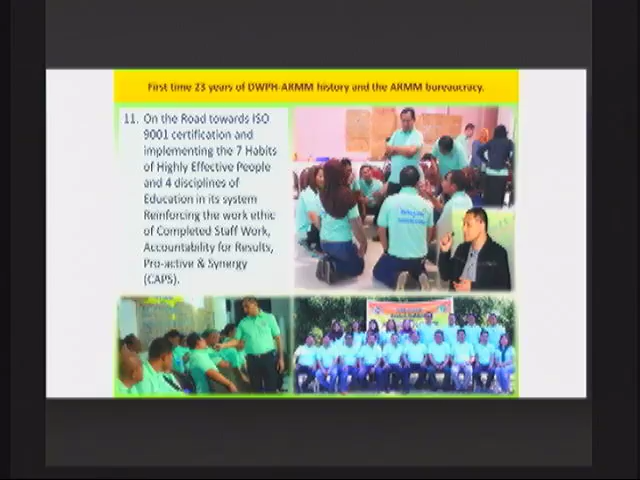 First time 23 years of DWPH-ARMM history and the ARMM bureaucracy.
11. On the Road towards ISO
9001 certification and
implementing the 7 Habits
of Highly Effective People
and 4 disciplines of
Education in its system
Reinforcing the work ethic
of Completed Staff Work,
Accountability for Results,
Pro-active & Synergy
(CAPS).